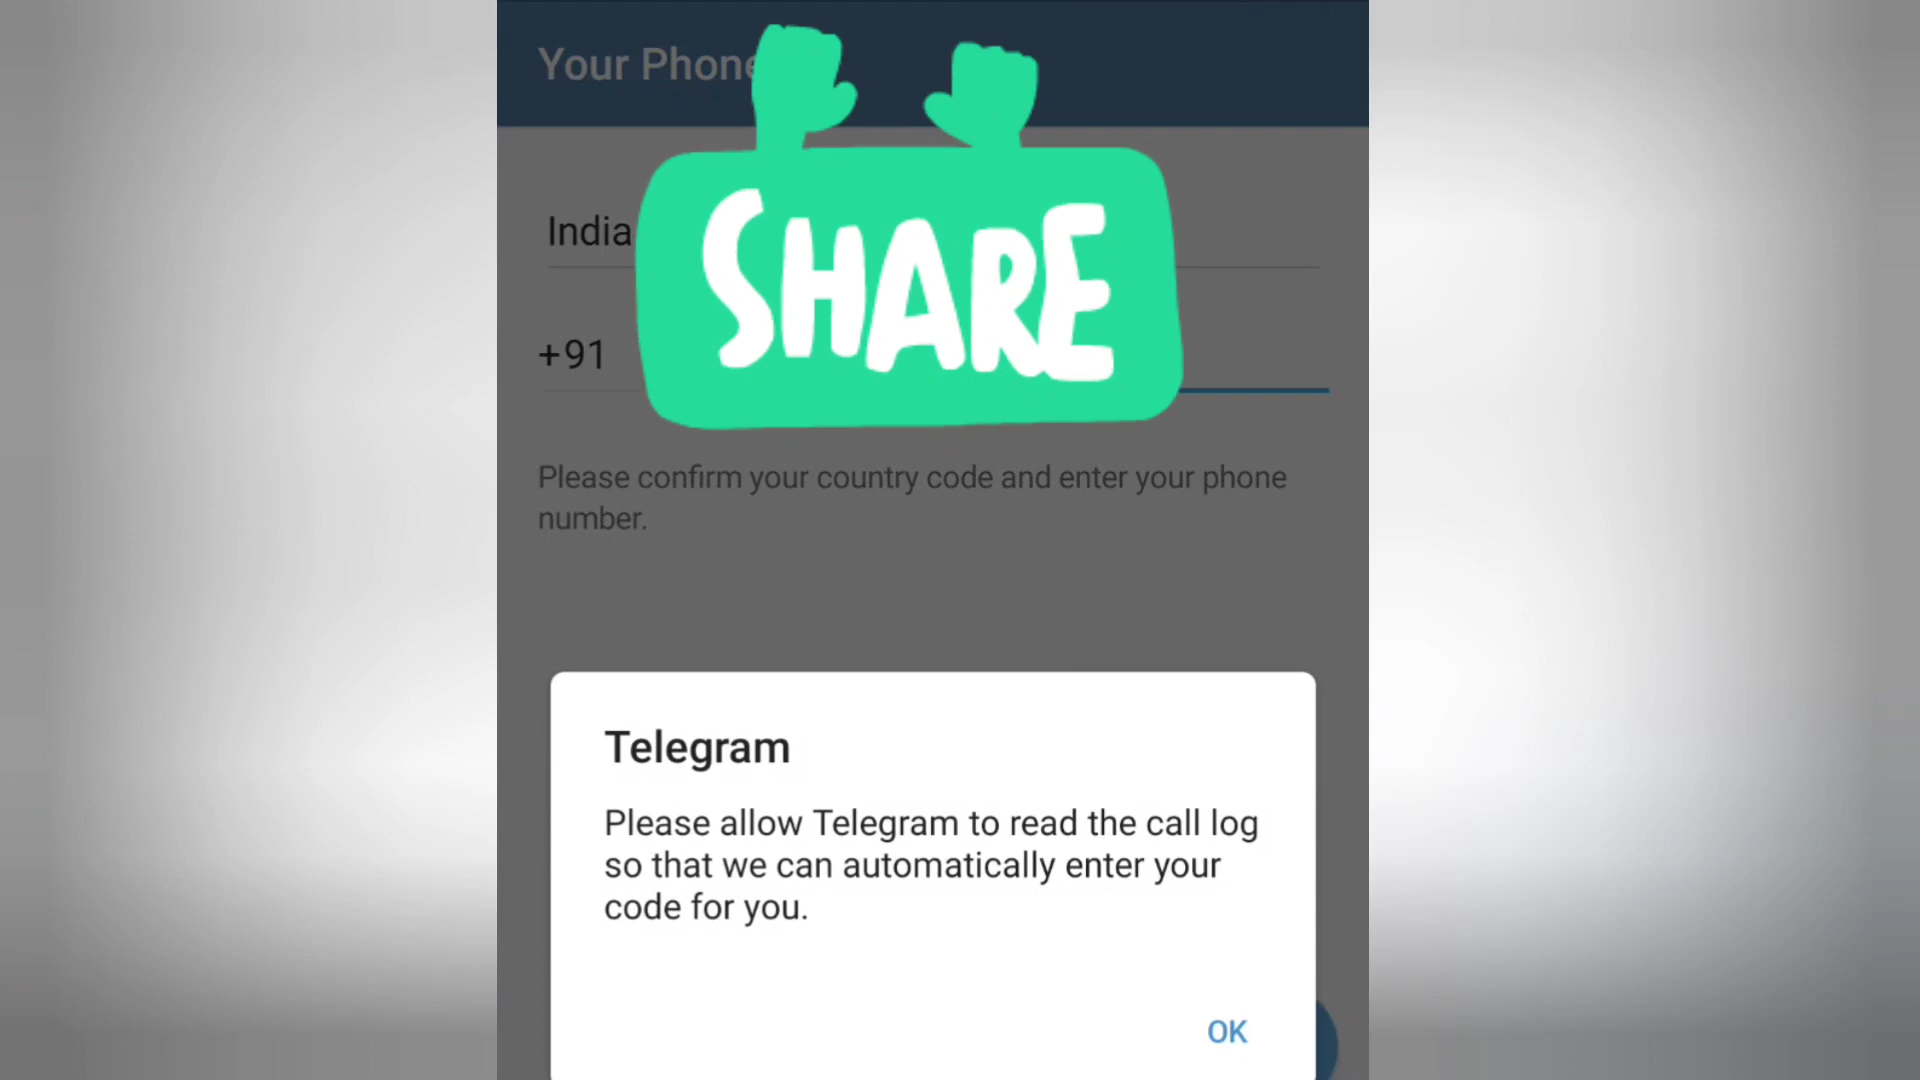 Your Phone
SHARE
India
+91
Please confirm your country code and enter your phone
number.
Telegram
Please allow Telegram to read the call log
so that we can automatically enter your
code for you.
OK